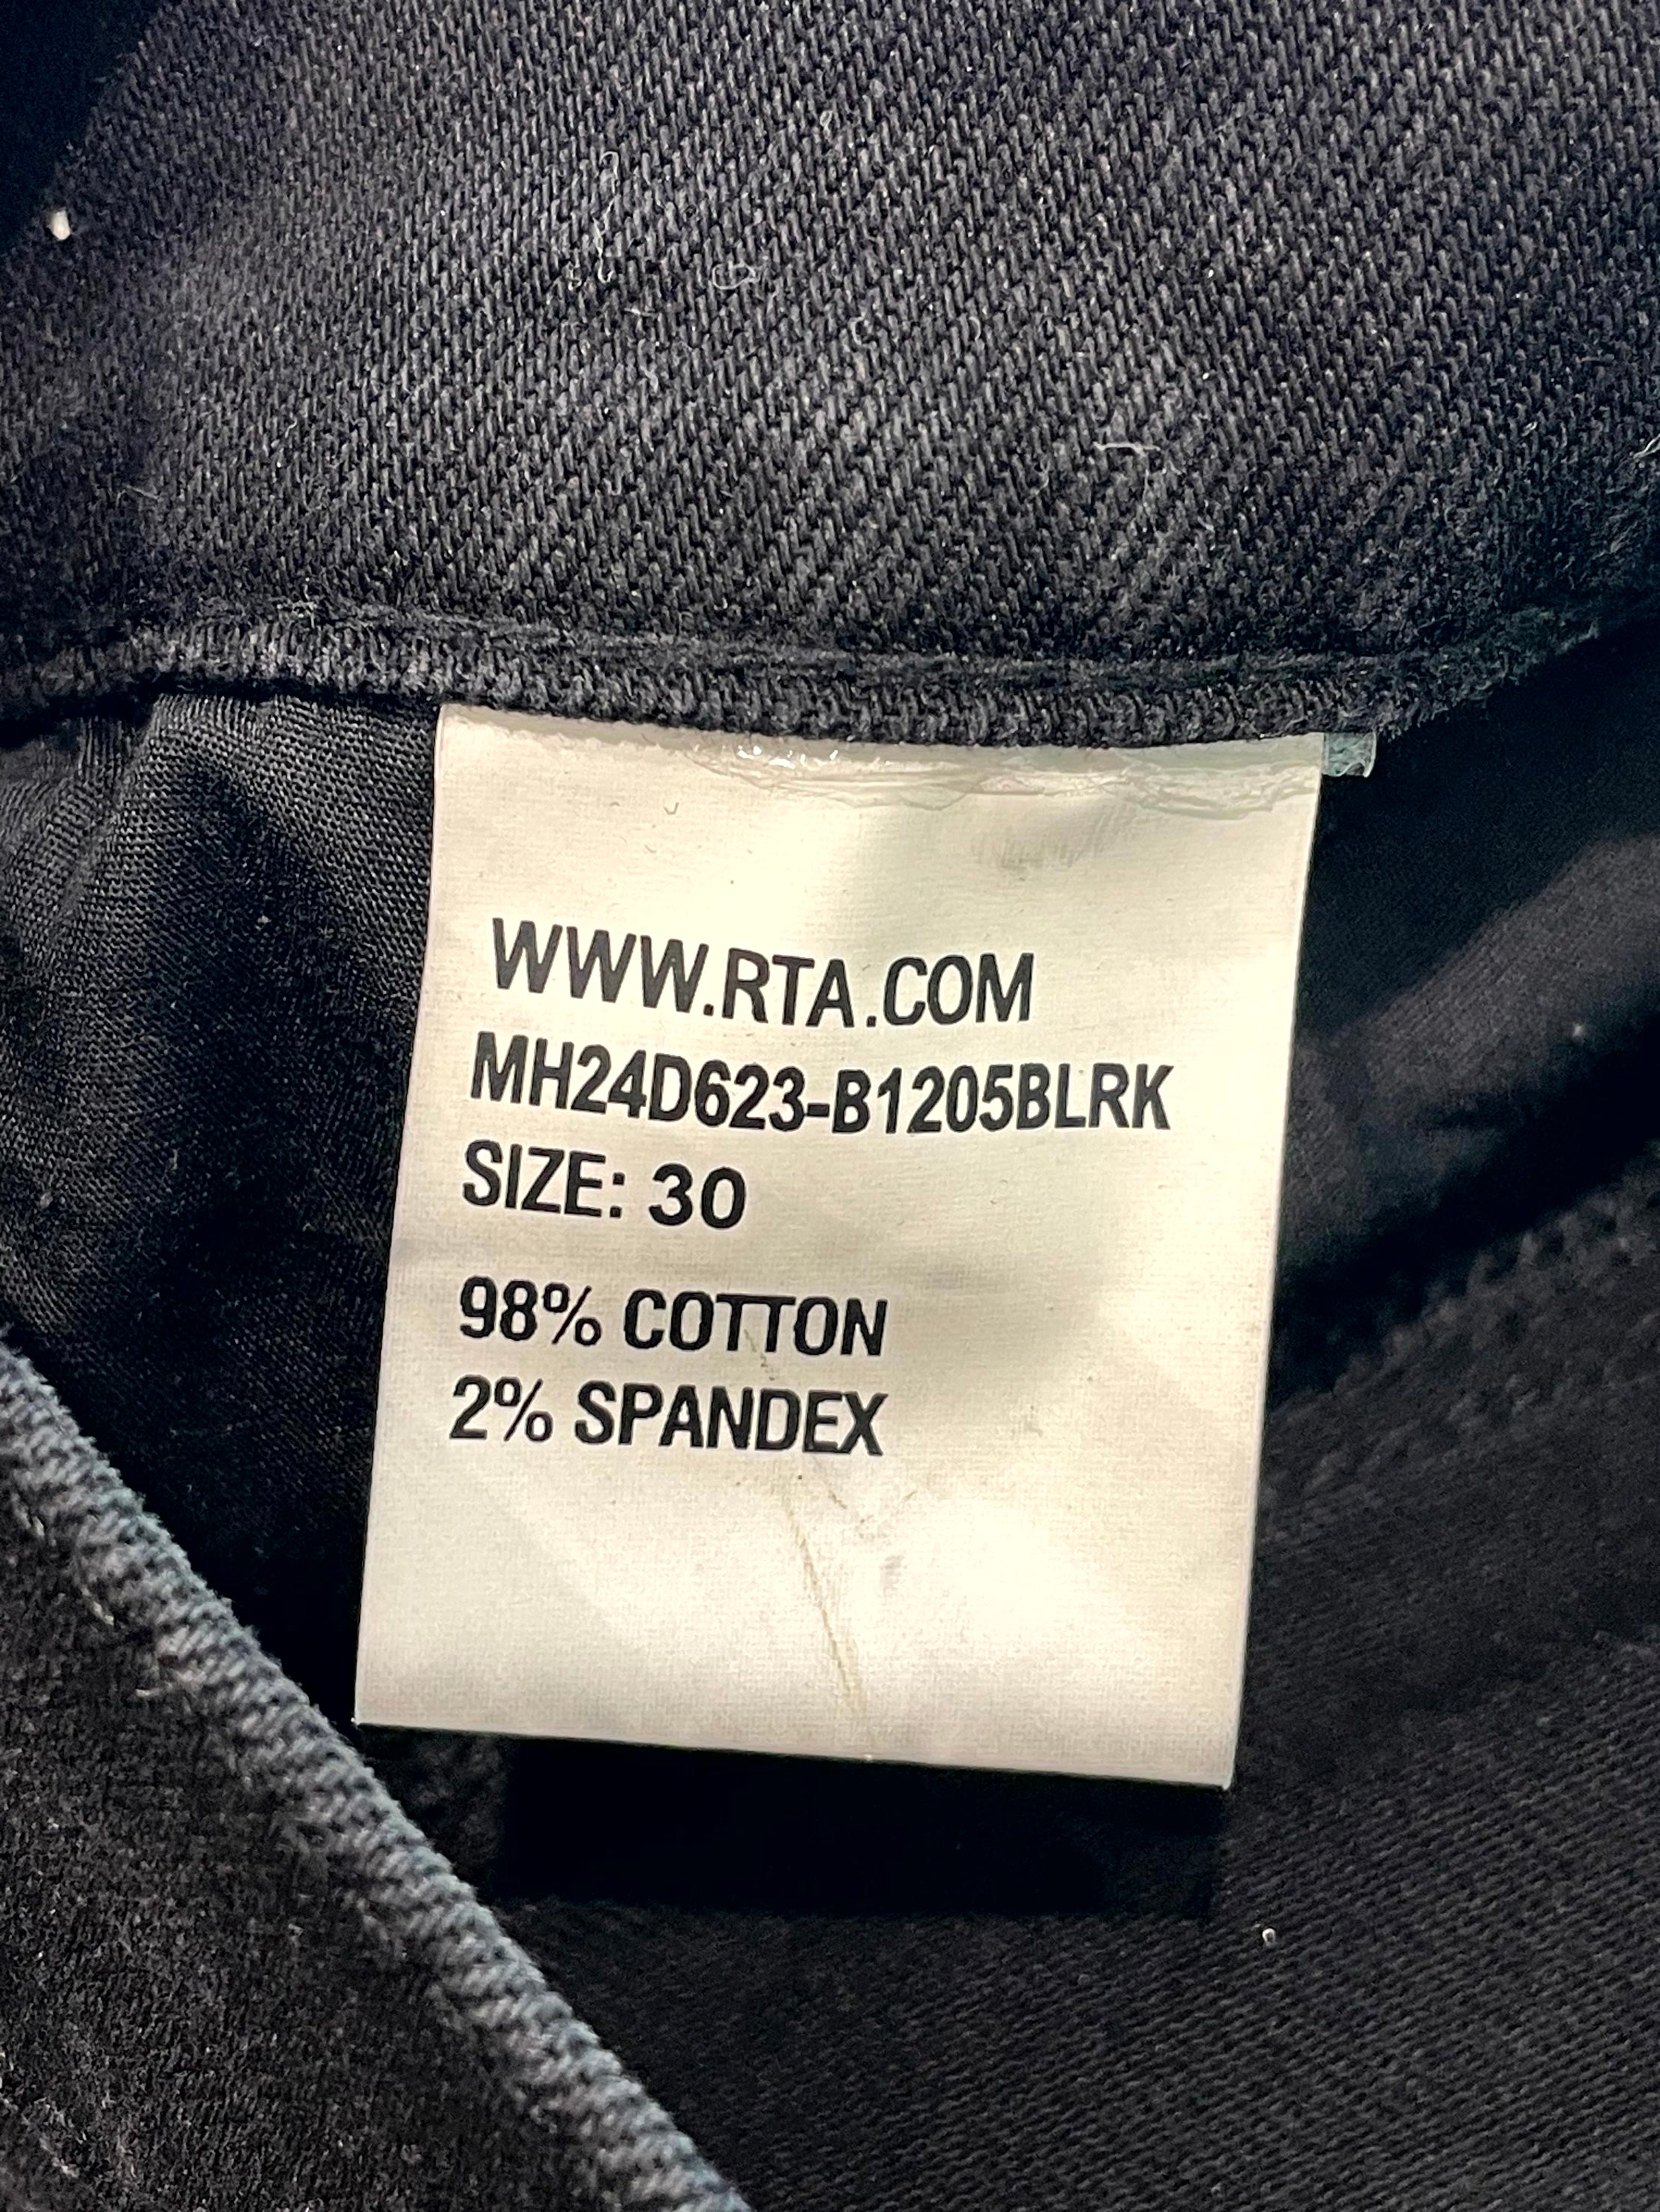 WWW.RTA.COM
MH24D623-B1205BLRK
SIZE: 30
98% COTTON
2% SPANDEX